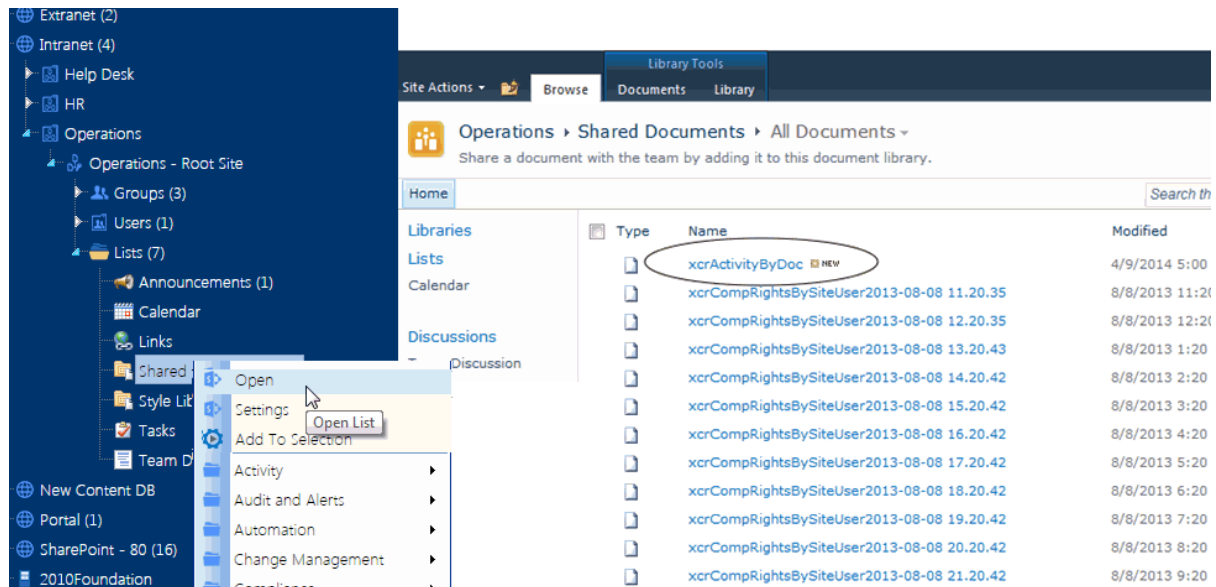 Extranet (2)
Intranet (4)
Help Desk
HR
Operations
Operations - Root Site
Groups (3)
Users (1)
Lists (7)
Announcements (1)
Calendar
Links
Shared
Style Lib
Tasks
Team D
New Content DB
Portal (1)
SharePoint - 80 (16)
2010Foundation
Open
Settings
Open List
Add To Selection
Activity
Audit and Alerts
Automation
Change Management
Compliance
Library Tools
Site Actions Browse Documents Library
Operations Shared Documents All Documents
Share a document with the team by adding it to this document library.
Home Search th
Libraries
Lists
Calendar
Discussions
Discussion
Type Name Modified
xcrActivityByDoc NEW 4/9/2014 5:00
xcrCompRightsBySiteUser2013-08-08 11.20.35 8/8/2013 11:20
xcrCompRightsBySiteUser2013-08-08 12.20.35 8/8/2013 12:20
xcrCompRightsBySiteUser2013-08-08 13.20.43 8/8/2013 1:20
xcrCompRightsBySiteUser2013-08-08 14.20.42 8/8/2013 2:20
xcrCompRightsBySiteUser2013-08-08 15.20.42 8/8/2013 3:20
xcrCompRightsBySiteUser2013-08-08 16.20.42 8/8/2013 4:20
xcrCompRightsBySiteUser2013-08-08 17.20.42 8/8/2013 5:20
xcrCompRightsBySiteUser2013-08-08 18.20.42 8/8/2013 6:20
xcrCompRightsBySiteUser2013-08-08 19.20.42 8/8/2013 7:20
xcrCompRightsBySiteUser2013-08-08 20.20.42 8/8/2013 8:20
xcrCompRightsBySiteUser2013-08-08 21.20.42 8/8/2013 9:20